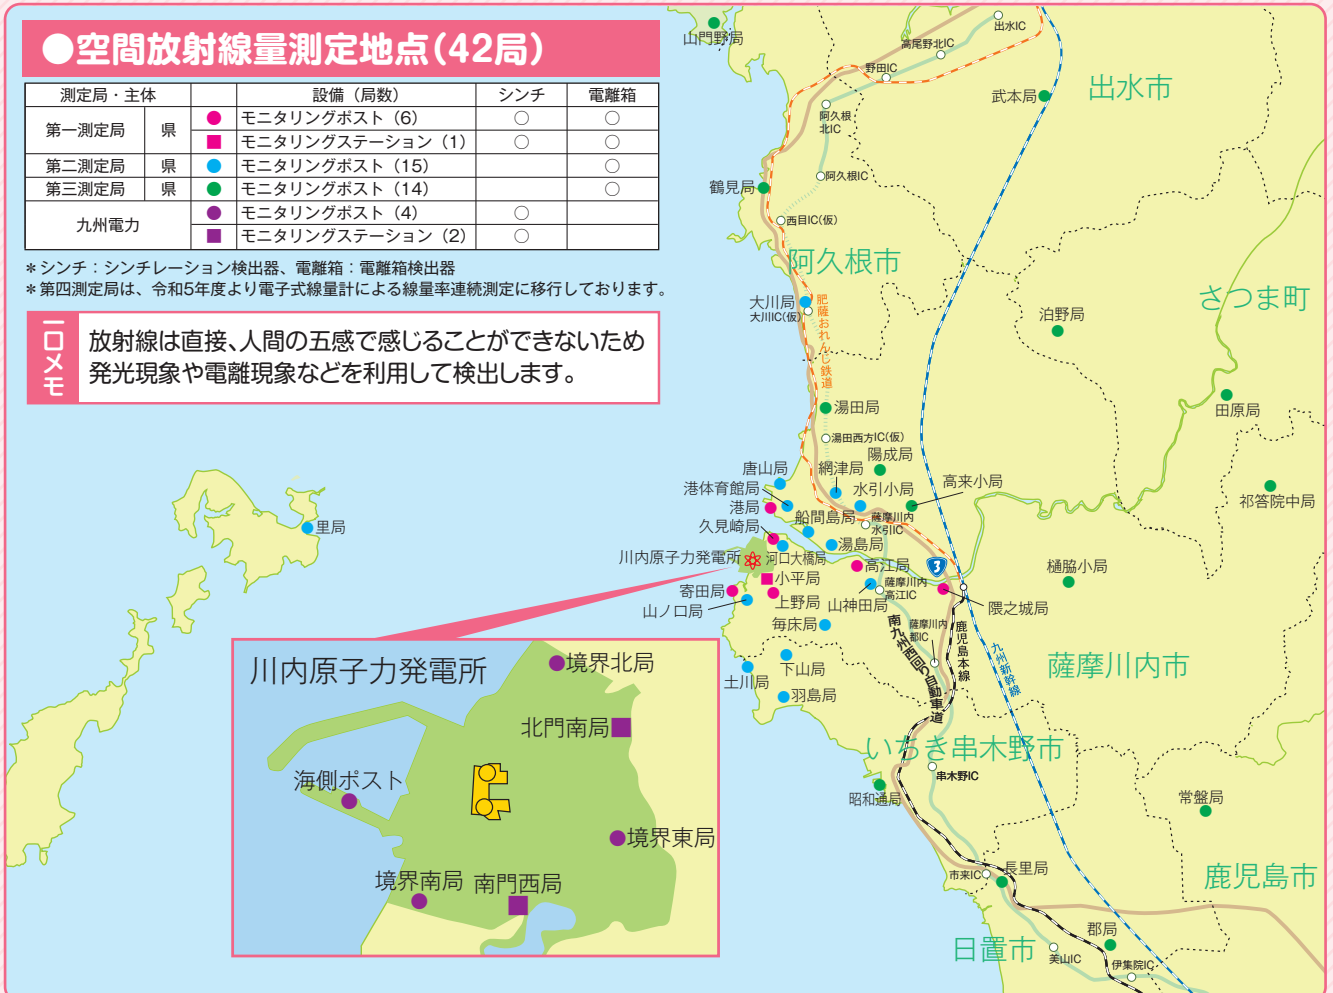 ●空間放射線量測定地点(42局)
測定局・主体 設備（局数） シンチ 電離箱
第一測定局 県 ● モニタリングポスト（6） ○ ○
■ モニタリングステーション（1） ○ ○
第二測定局 県 ● モニタリングポスト（15） ○
第三測定局 県 ● モニタリングポスト（14） ○
九州電力 ● モニタリングポスト（4） ○
■ モニタリングステーション（2） ○
＊シンチ：シンチレーション検出器、電離箱：電離箱検出器
＊第四測定局は、令和5年度より電子式線量計による線量率連続測定に移行しております。
一口メモ
放射線は直接、人間の五感で感じることができないため
発光現象や電離現象などを利用して検出します。
山門野局
出水IC
高尾野北IC
野田IC
武本局
出水市
阿久根
北IC
阿久根IC
鶴見局
西目IC(仮)
阿久根市
さつま町
大川局
大川IC(仮)
肥薩おれんじ鉄道
泊野局
田原局
湯田局
湯田西方IC(仮)
陽成局
唐山局
網津局
港体育館局
水引小局
高来小局
祁答院中局
港局
船間島局
薩摩川内
水引IC
久見崎局
里局
湯島局
川内原子力発電所
河口大橋局
高江局
3
樋脇小局
小平局
薩摩川内
高江IC
寄田局
上野局
山神田局
隈之城局
山ノ口局
毎床局
薩摩川内
都IC
南九州西回り自動車道
鹿児島本線
九州新幹線
薩摩川内市
下山局
土川局
羽島局
いちき串木野市
串木野IC
昭和通局
常盤局
市来IC
長里局
鹿児島市
郡局
日置市
美山IC
伊集院IC
川内原子力発電所
境界北局
北門南局
海側ポスト
境界東局
境界南局
南門西局